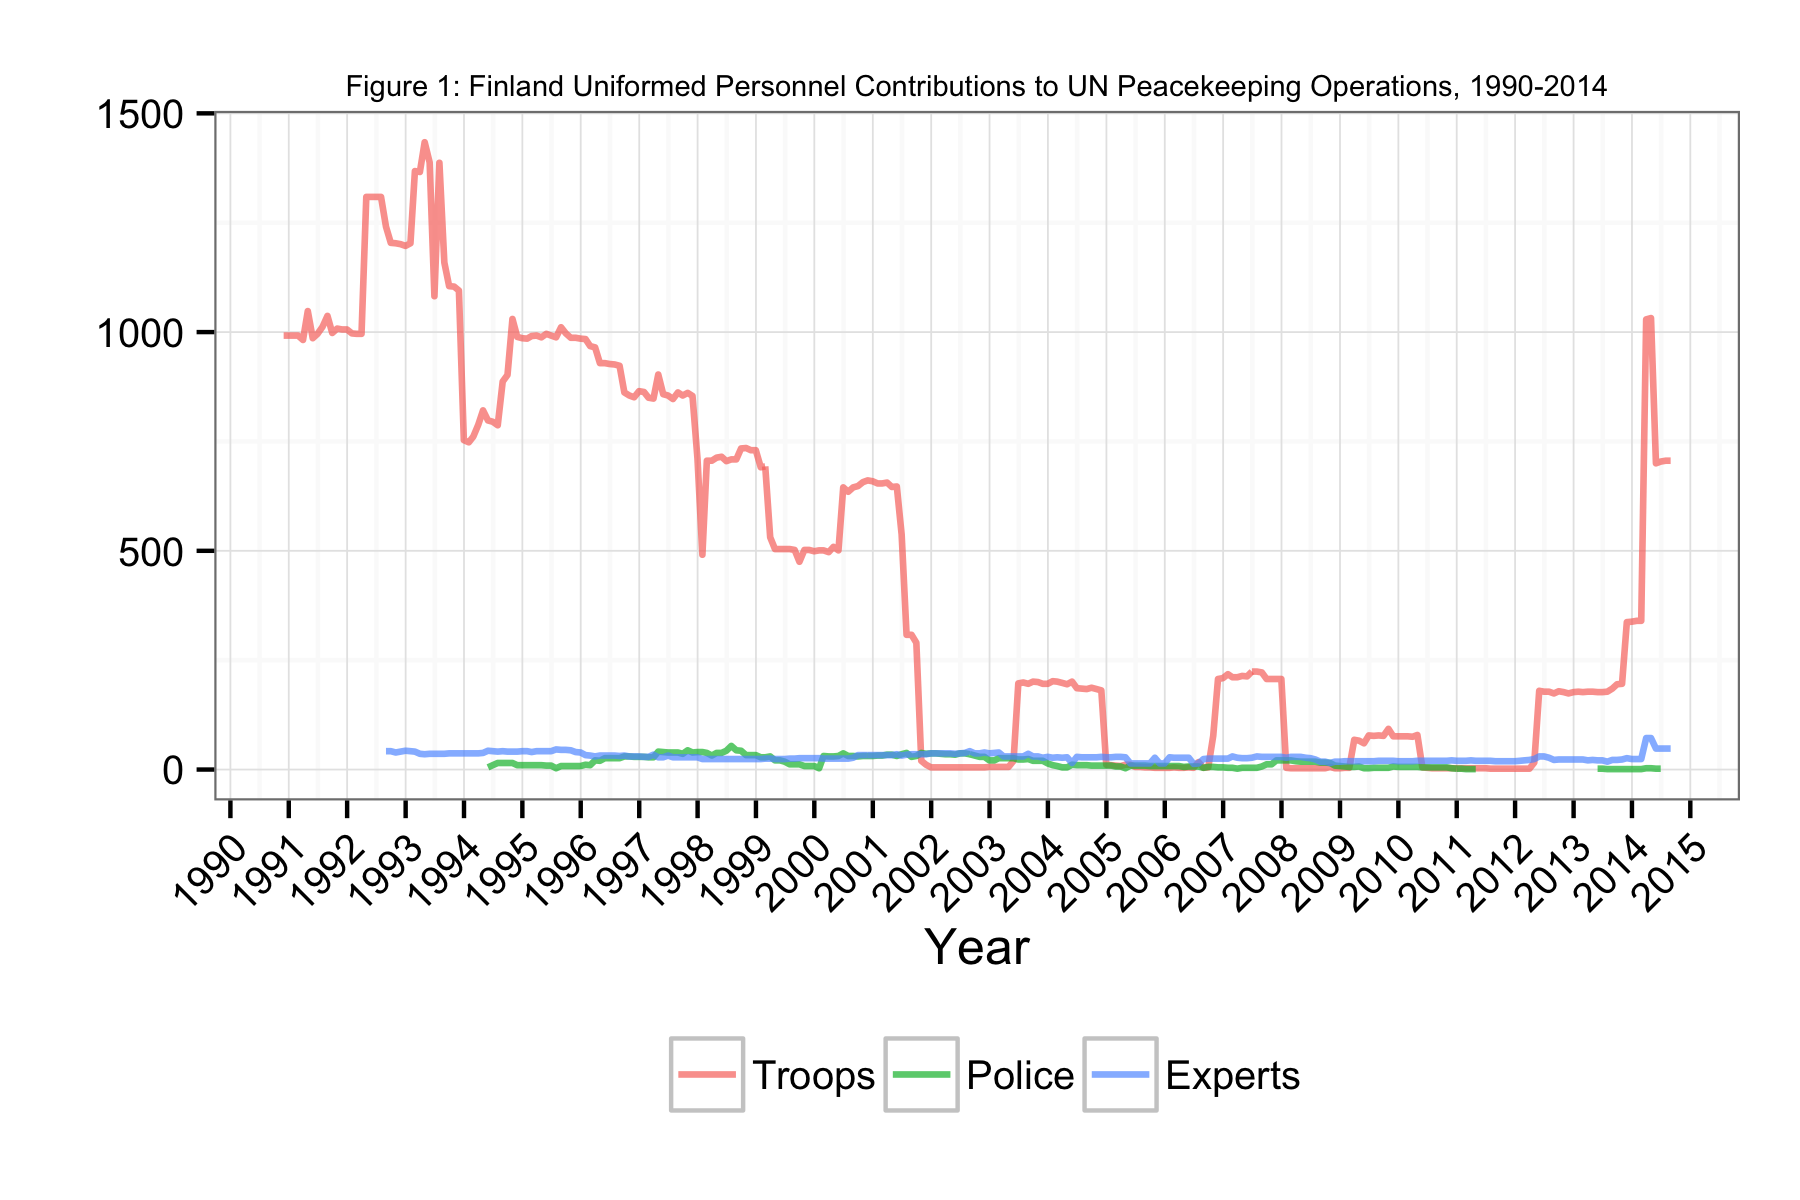 Figure 1: Finland Uniformed Personnel Contributions to UN Peacekeeping Operations, 1990-2014
1500
1000
500
0
1990 1991 1992 1993 1994 1995 1996 1997 1998 1999 2000 2001 2002 2003 2004 2005 2006 2007 2008 2009 2010 2011 2012 2013 2014 2015
Year
Troops Police Experts